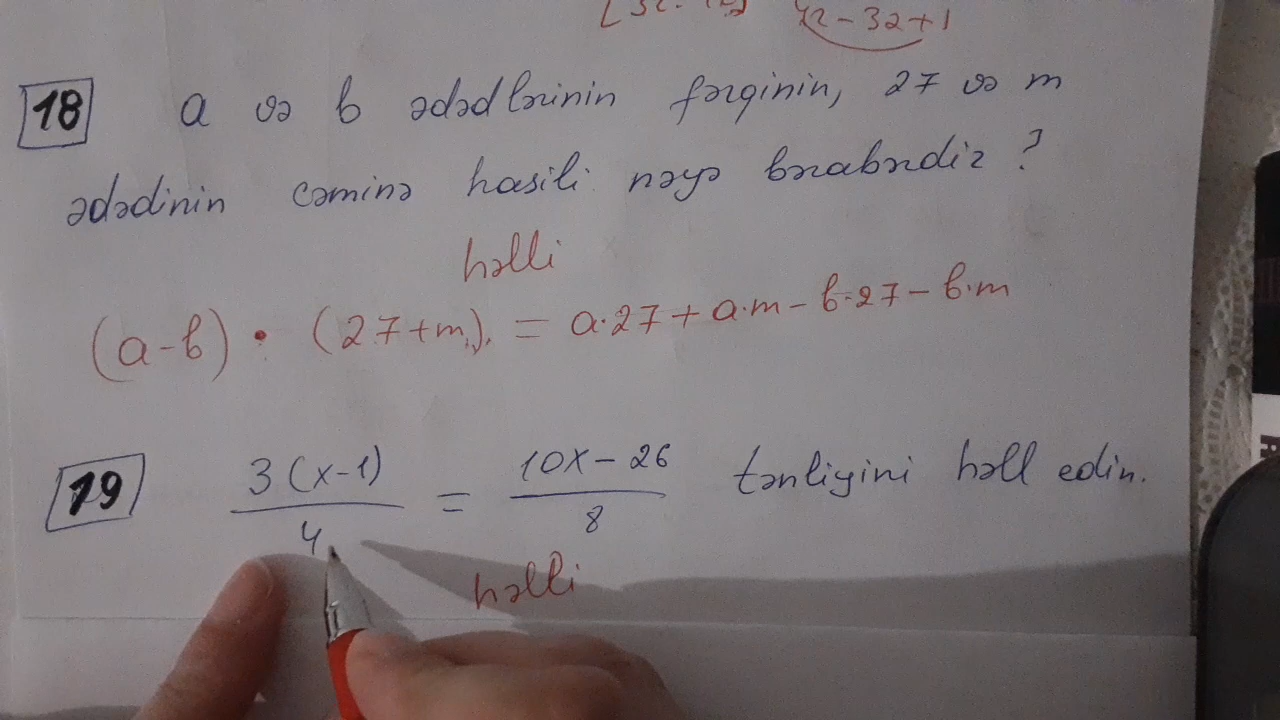 18 a və b ədədlərinin fərqinin, 27 və m
ədədinin cəminə hasili nəyə bərabərdir ?
həlli
(a-b) • (27+m) = a·27+a·m-b·27-b·m
19 3(x-1)/4 = 10x-26/8 tənliyini həll edin.
həlli